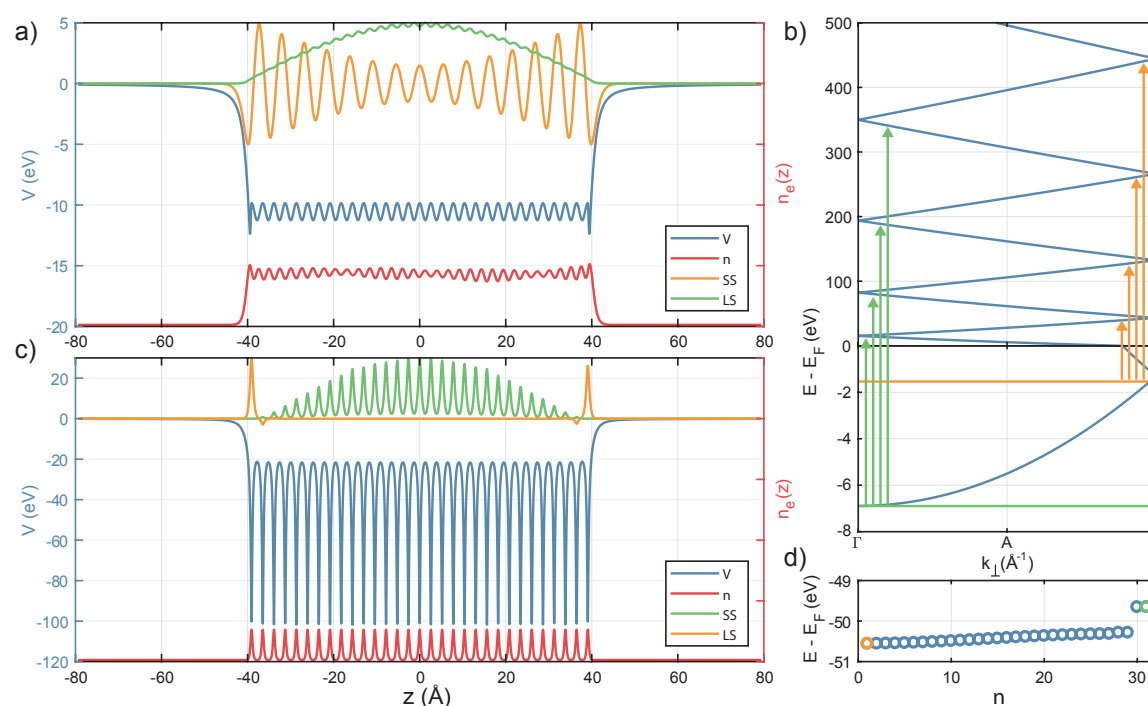 a)
5
0
-5
-10
-15
-20
V (eV)
n_e(z)
-80
-60
-40
-20
0
20
40
60
80
V
n
SS
LS
b)
500
400
300
200
100
0
-2
-4
-6
-8
E - E_F (eV)
Γ
A
k_⊥(Å⁻¹)
c)
20
0
-20
-40
-60
-80
-100
-120
V (eV)
n_e(z)
V
n
SS
LS
-80
-60
-40
-20
0
20
40
60
80
z (Å)
d)
-49
-50
-51
E - E_F (eV)
0
10
20
30
n